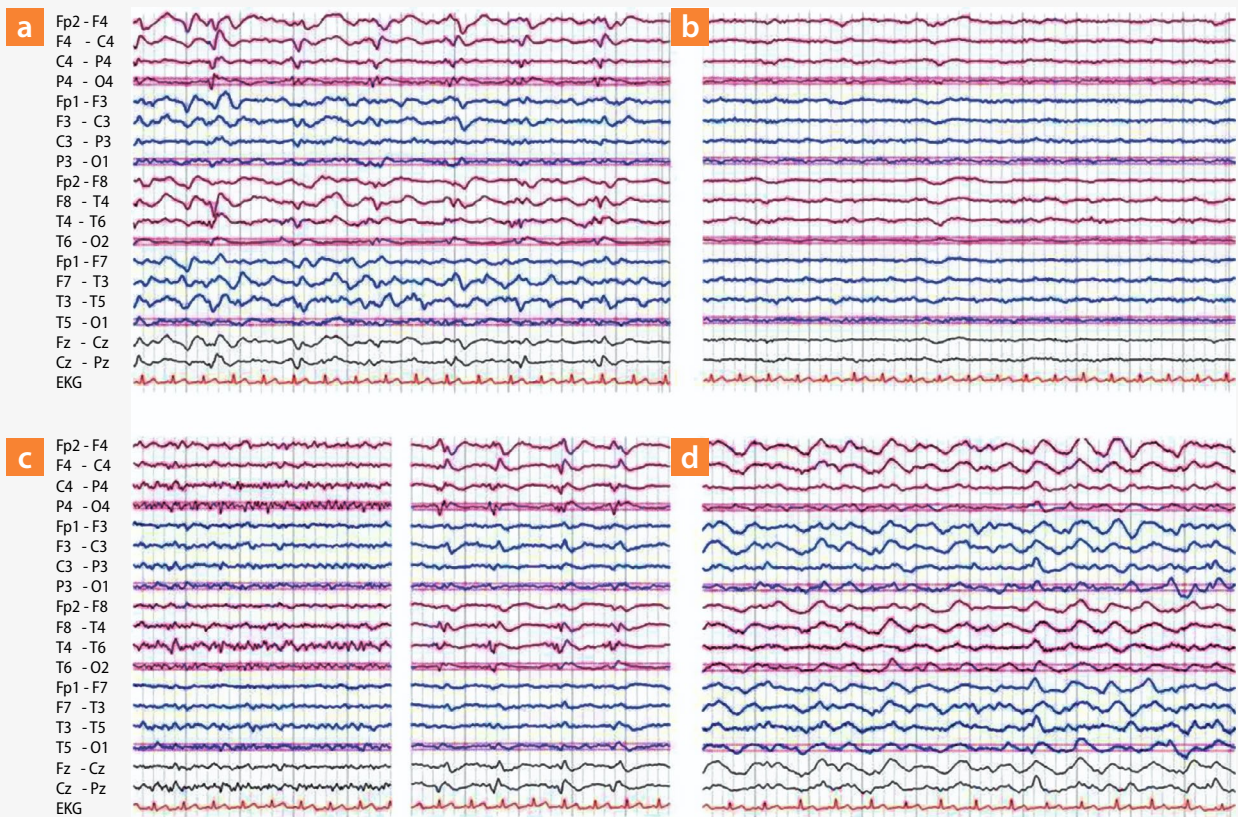 a
Fp2 - F4
F4 - C4
C4 - P4
P4 - O4
Fp1 - F3
F3 - C3
C3 - P3
P3 - O1
Fp2 - F8
F8 - T4
T4 - T6
T6 - O2
Fp1 - F7
F7 - T3
T3 - T5
T5 - O1
Fz - Cz
Cz - Pz
EKG
b
c
Fp2 - F4
F4 - C4
C4 - P4
P4 - O4
Fp1 - F3
F3 - C3
C3 - P3
P3 - O1
Fp2 - F8
F8 - T4
T4 - T6
T6 - O2
Fp1 - F7
F7 - T3
T3 - T5
T5 - O1
Fz - Cz
Cz - Pz
EKG
d